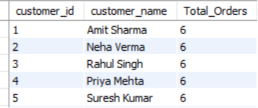 customer_id customer_name Total_Orders
1 Amit Sharma 6
2 Neha Verma 6
3 Rahul Singh 6
4 Priya Mehta 6
5 Suresh Kumar 6